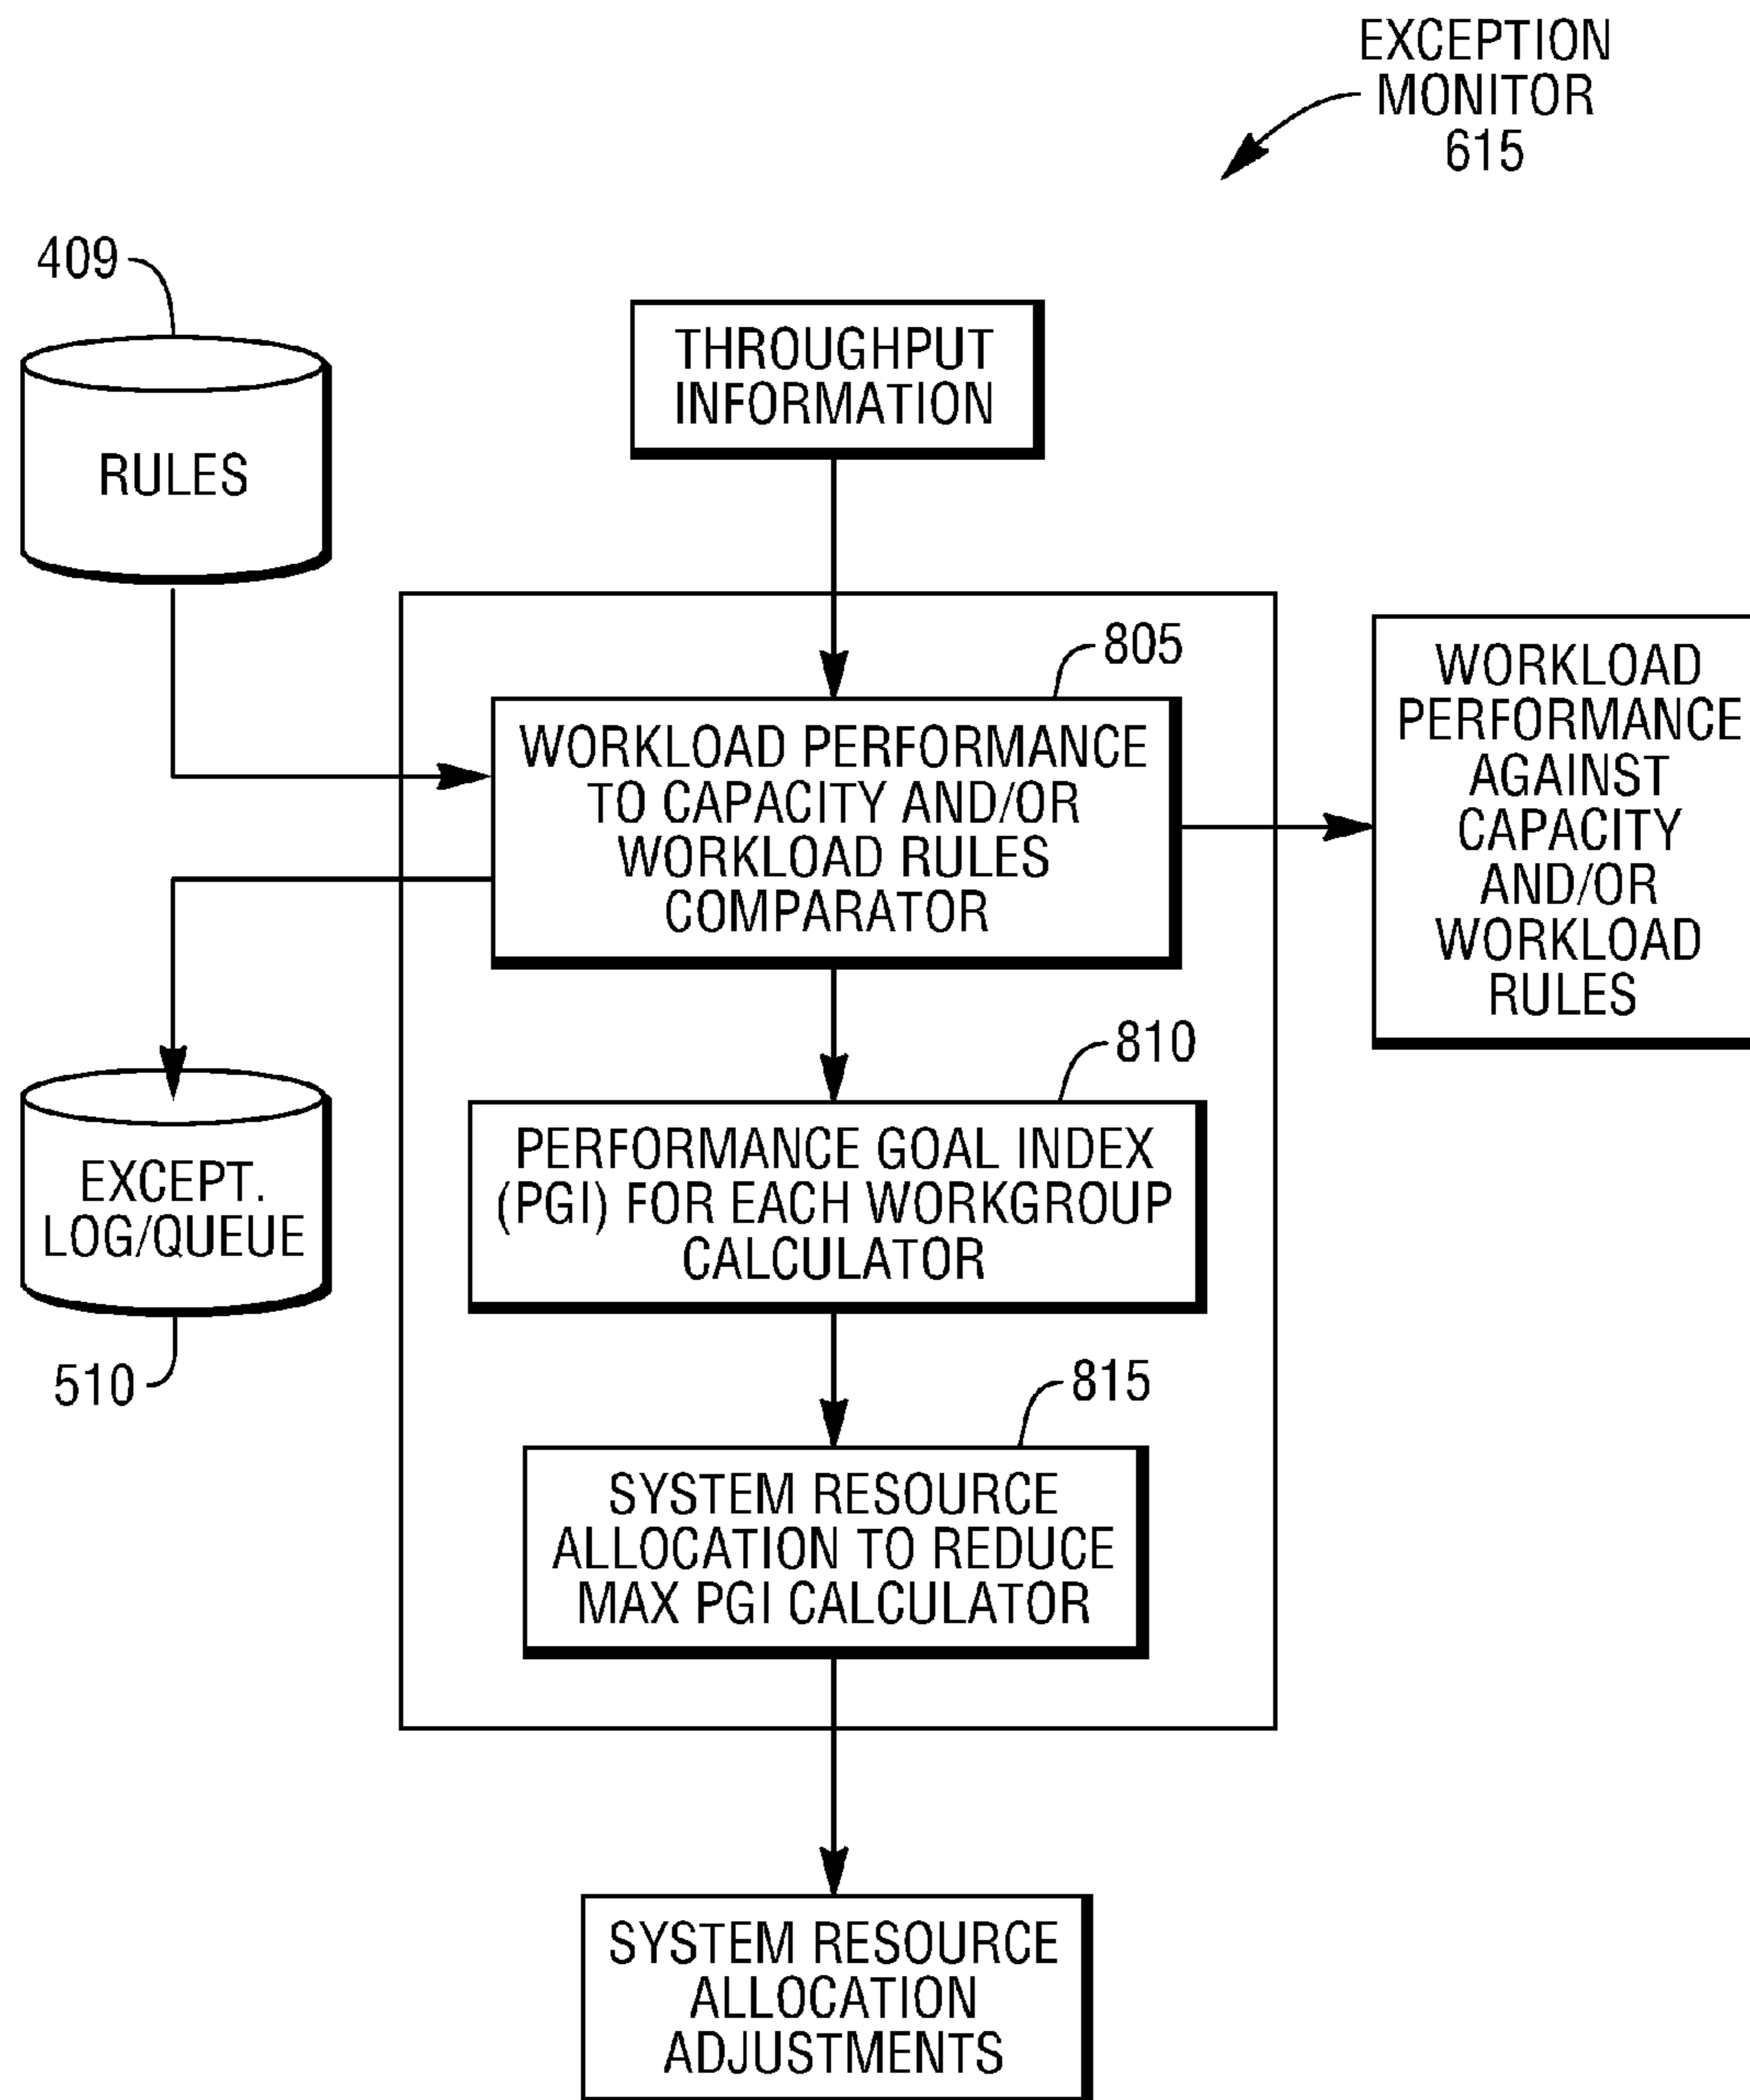 EXCEPTION
MONITOR
615
409
RULES
THROUGHPUT
INFORMATION
805
WORKLOAD PERFORMANCE
TO CAPACITY AND/OR
WORKLOAD RULES
COMPARATOR
WORKLOAD
PERFORMANCE
AGAINST
CAPACITY
AND/OR
WORKLOAD
RULES
810
PERFORMANCE GOAL INDEX
(PGI) FOR EACH WORKGROUP
CALCULATOR
EXCEPT.
LOG/QUEUE
510
815
SYSTEM RESOURCE
ALLOCATION TO REDUCE
MAX PGI CALCULATOR
SYSTEM RESOURCE
ALLOCATION
ADJUSTMENTS